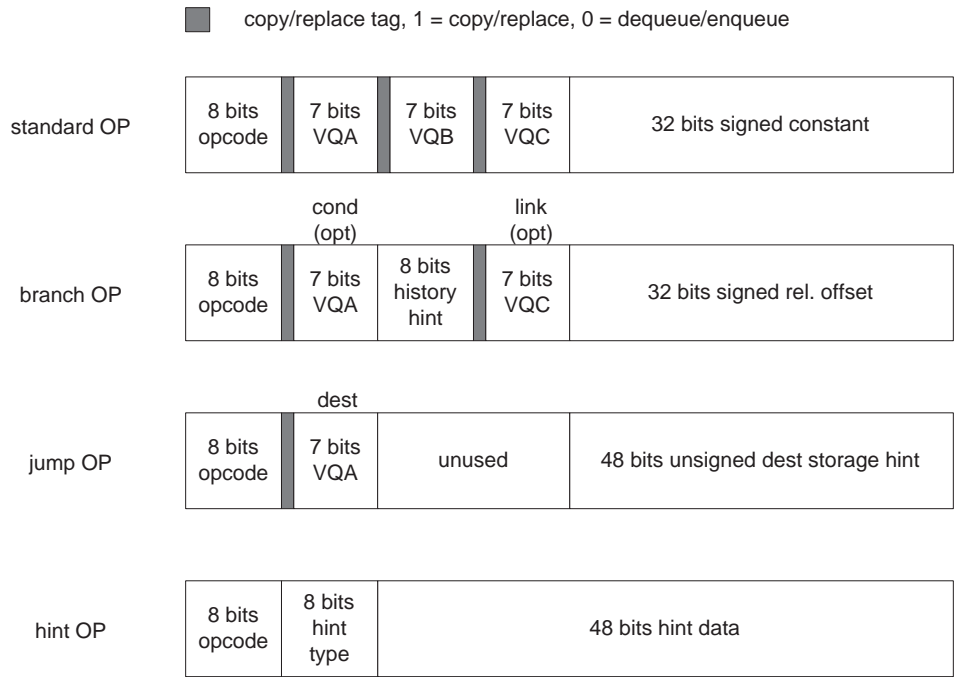 copy/replace tag, 1 = copy/replace, 0 = dequeue/enqueue
standard OP
8 bits
opcode
7 bits
VQA
7 bits
VQB
7 bits
VQC
32 bits signed constant
cond
(opt)
link
(opt)
branch OP
8 bits
opcode
7 bits
VQA
8 bits
history
hint
7 bits
VQC
32 bits signed rel. offset
dest
jump OP
8 bits
opcode
7 bits
VQA
unused
48 bits unsigned dest storage hint
hint OP
8 bits
opcode
8 bits
hint
type
48 bits hint data